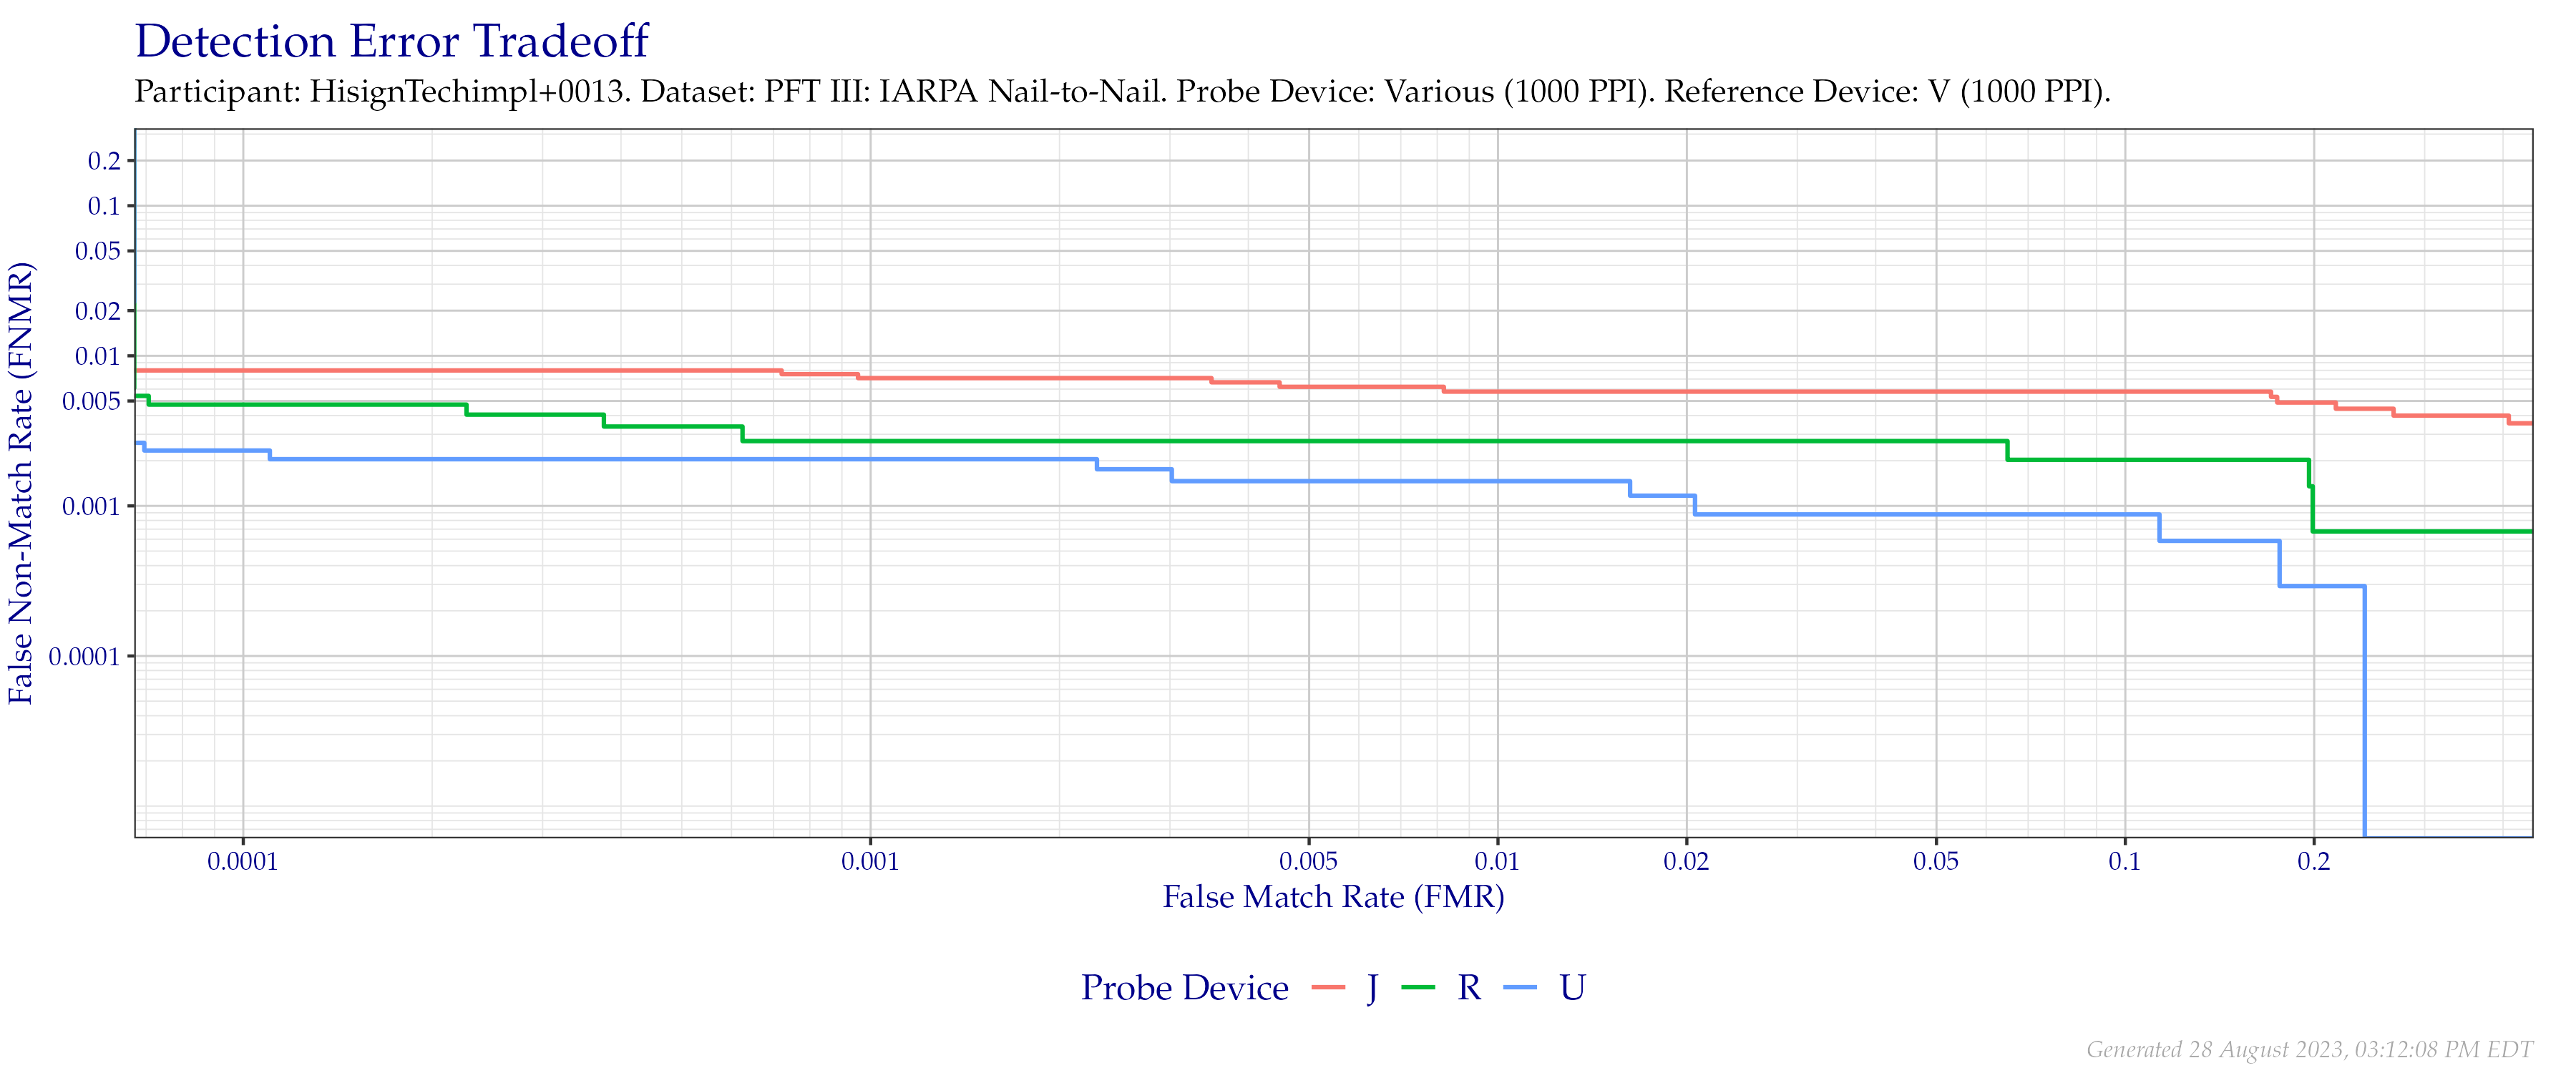 Detection Error Tradeoff
Participant: HisignTechimpl+0013. Dataset: PFT III: IARPA Nail-to-Nail. Probe Device: Various (1000 PPI). Reference Device: V (1000 PPI).
False Non-Match Rate (FNMR)
0.2
0.1
0.05
0.02
0.01
0.005
0.001
0.0001
0.0001 0.001 0.005 0.01 0.02 0.05 0.1 0.2
False Match Rate (FMR)
Probe Device J R U
Generated 28 August 2023, 03:12:08 PM EDT